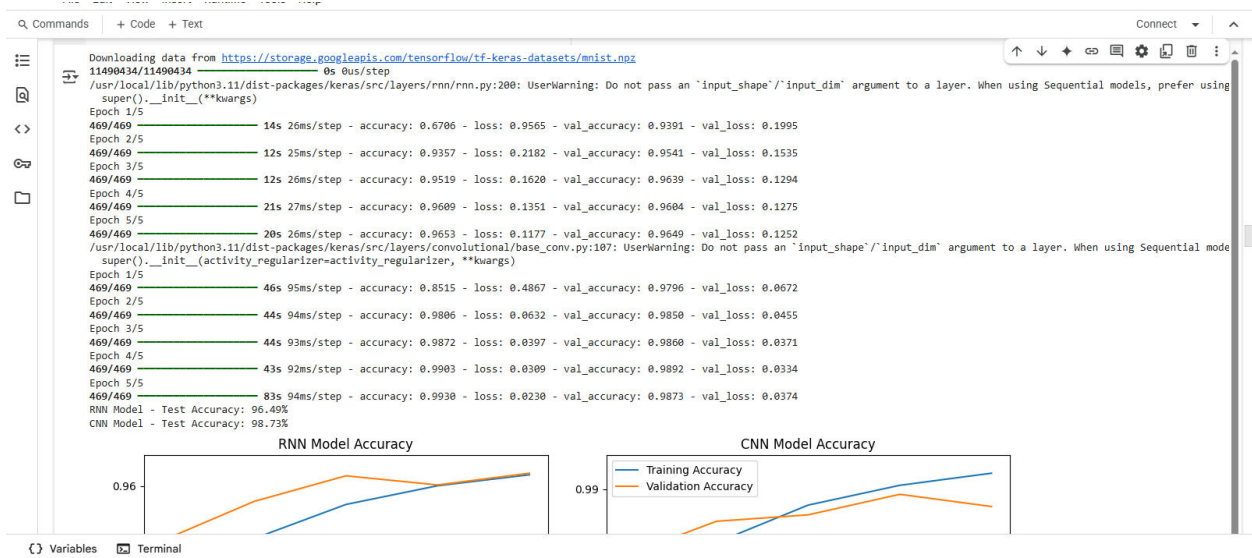 Commands + Code + Text Connect
Downloading data from https://storage.googleapis.com/tensorflow/tf-keras-datasets/mnist.npz
11490434/11490434 ━━━━━━━━━━━━━━━━━━━━ 0s 0us/step
/usr/local/lib/python3.11/dist-packages/keras/src/layers/rnn/rnn.py:200: UserWarning: Do not pass an `input_shape`/`input_dim` argument to a layer. When using Sequential models, prefer using
super().__init__(**kwargs)
Epoch 1/5
469/469 ━━━━━━━━━━━━━━━━━━━━ 14s 26ms/step - accuracy: 0.6706 - loss: 0.9565 - val_accuracy: 0.9391 - val_loss: 0.1995
Epoch 2/5
469/469 ━━━━━━━━━━━━━━━━━━━━ 12s 25ms/step - accuracy: 0.9357 - loss: 0.2182 - val_accuracy: 0.9541 - val_loss: 0.1535
Epoch 3/5
469/469 ━━━━━━━━━━━━━━━━━━━━ 12s 26ms/step - accuracy: 0.9519 - loss: 0.1620 - val_accuracy: 0.9639 - val_loss: 0.1294
Epoch 4/5
469/469 ━━━━━━━━━━━━━━━━━━━━ 21s 27ms/step - accuracy: 0.9609 - loss: 0.1351 - val_accuracy: 0.9604 - val_loss: 0.1275
Epoch 5/5
469/469 ━━━━━━━━━━━━━━━━━━━━ 20s 26ms/step - accuracy: 0.9653 - loss: 0.1177 - val_accuracy: 0.9649 - val_loss: 0.1252
/usr/local/lib/python3.11/dist-packages/keras/src/layers/convolutional/base_conv.py:107: UserWarning: Do not pass an `input_shape`/`input_dim` argument to a layer. When using Sequential mode
super().__init__(activity_regularizer=activity_regularizer, **kwargs)
Epoch 1/5
469/469 ━━━━━━━━━━━━━━━━━━━━ 46s 95ms/step - accuracy: 0.8515 - loss: 0.4867 - val_accuracy: 0.9796 - val_loss: 0.0672
Epoch 2/5
469/469 ━━━━━━━━━━━━━━━━━━━━ 44s 94ms/step - accuracy: 0.9806 - loss: 0.0632 - val_accuracy: 0.9850 - val_loss: 0.0455
Epoch 3/5
469/469 ━━━━━━━━━━━━━━━━━━━━ 44s 93ms/step - accuracy: 0.9872 - loss: 0.0397 - val_accuracy: 0.9860 - val_loss: 0.0371
Epoch 4/5
469/469 ━━━━━━━━━━━━━━━━━━━━ 43s 92ms/step - accuracy: 0.9903 - loss: 0.0309 - val_accuracy: 0.9892 - val_loss: 0.0334
Epoch 5/5
469/469 ━━━━━━━━━━━━━━━━━━━━ 83s 94ms/step - accuracy: 0.9930 - loss: 0.0230 - val_accuracy: 0.9873 - val_loss: 0.0374
RNN Model - Test Accuracy: 96.49%
CNN Model - Test Accuracy: 98.73%
RNN Model Accuracy
0.96
CNN Model Accuracy
Training Accuracy
Validation Accuracy
0.99
Variables Terminal